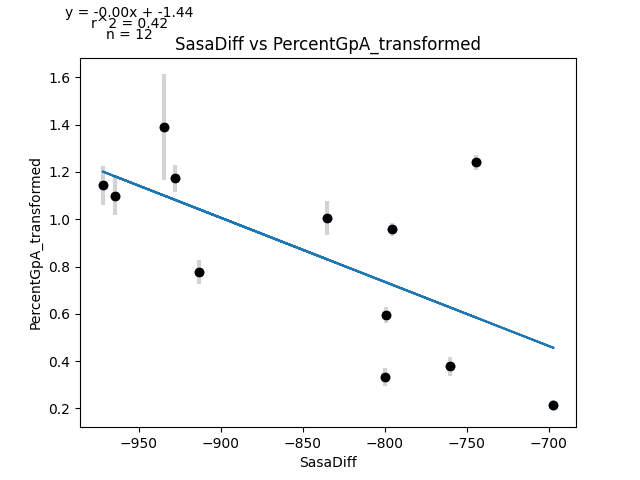 y = -0.00x + -1.44
r^2 = 0.42
n = 12
SasaDiff vs PercentGpA_transformed
PercentGpA_transformed
1.6
1.4
1.2
1.0
0.8
0.6
0.4
0.2
−950
−900
−850
−800
−750
−700
SasaDiff